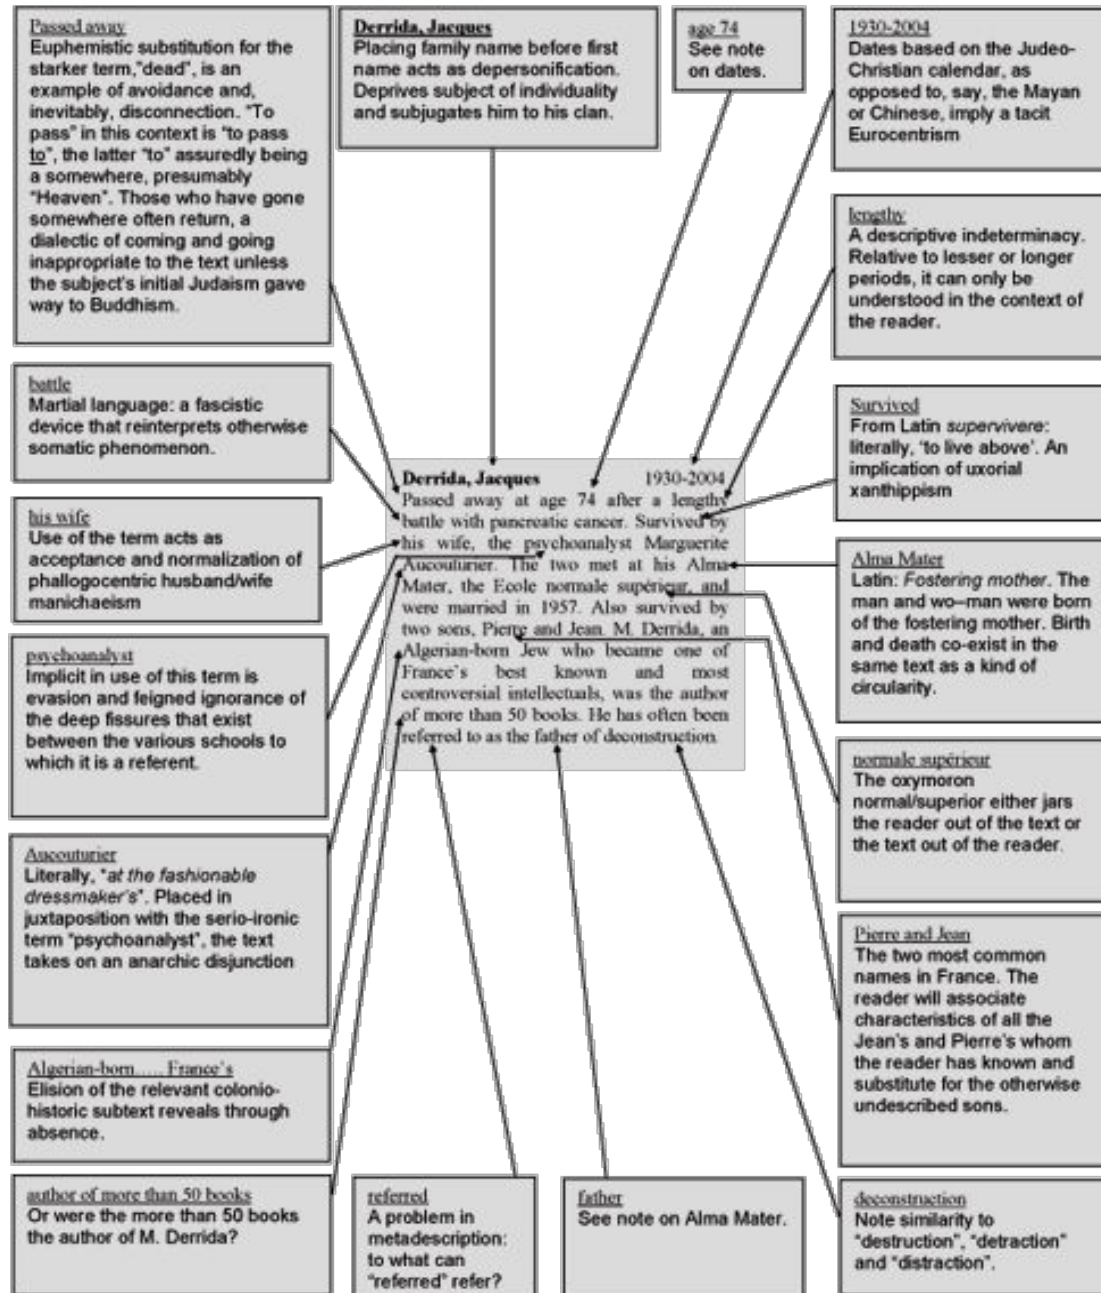 Passed away
Euphemistic substitution for the
starker term,"dead", is an
example of avoidance and,
inevitably, disconnection. "To
pass" in this context is "to pass
to", the latter "to" assuredly being
a somewhere, presumably
"Heaven". Those who have gone
somewhere often return, a
dialectic of coming and going
inappropriate to the text unless
the subject's initial Judaism gave
way to Buddhism.
Derrida, Jacques
Placing family name before first
name acts as depersonification.
Deprives subject of individuality
and subjugates him to his clan.
age 74
See note
on dates.
1930-2004
Dates based on the Judeo-
Christian calendar, as
opposed to, say, the Mayan
or Chinese, imply a tacit
Eurocentrism
lengthy
A descriptive indeterminacy.
Relative to lesser or longer
periods, it can only be
understood in the context of
the reader.
battle
Martial language: a fascistic
device that reinterprets otherwise
somatic phenomenon.
Survived
From Latin supervivere:
literally, 'to live above'. An
implication of uxorial
xanthippism
his wife
Use of the term acts as
acceptance and normalization of
phallogocentric husband/wife
manichaeism
Derrida, Jacques 1930-2004
Passed away at age 74 after a lengthy
battle with pancreatic cancer. Survived by
his wife, the psychoanalyst Marguerite
Aucouturier. The two met at his Alma
Mater, the Ecole normale supérieur, and
were married in 1957. Also survived by
two sons, Pierre and Jean. M. Derrida, an
Algerian-born Jew who became one of
France's best known and most
controversial intellectuals, was the author
of more than 50 books. He has often been
referred to as the father of deconstruction.
Alma Mater
Latin: Fostering mother. The
man and wo–man were born
of the fostering mother. Birth
and death co-exist in the
same text as a kind of
circularity.
psychoanalyst
Implicit in use of this term is
evasion and feigned ignorance of
the deep fissures that exist
between the various schools to
which it is a referent.
normale supérieur
The oxymoron
normal/superior either jars
the reader out of the text or
the text out of the reader.
Aucouturier
Literally, "at the fashionable
dressmaker's". Placed in
juxtaposition with the serio-ironic
term "psychoanalyst", the text
takes on an anarchic disjunction
Pierre and Jean
The two most common
names in France. The
reader will associate
characteristics of all the
Jean's and Pierre's whom
the reader has known and
substitute for the otherwise
undescribed sons.
Algerian-born..... France's
Elision of the relevant colonio-
historic subtext reveals through
absence.
author of more than 50 books
Or were the more than 50 books
the author of M. Derrida?
referred
A problem in
metadescription:
to what can
"referred" refer?
father
See note on Alma Mater.
deconstruction
Note similarity to
"destruction", "detraction"
and "distraction".